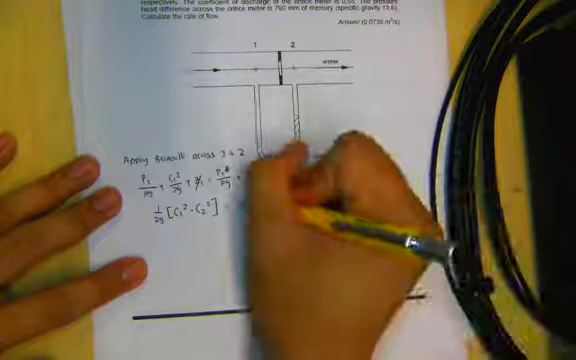 respectively. The coefficient of discharge of the orifice meter is 0.65. The pressure
head difference across the orifice meter is 760 mm of mercury (specific gravity 13.6).
Calculate the rate of flow.
Answer (0.0736 m³/s)
1 2
water
Apply
across 1 & 2
P₁/ρg + C₁²/2g + z₁ = P₂/ρg +
1/2g [C₁² - C₂²] =